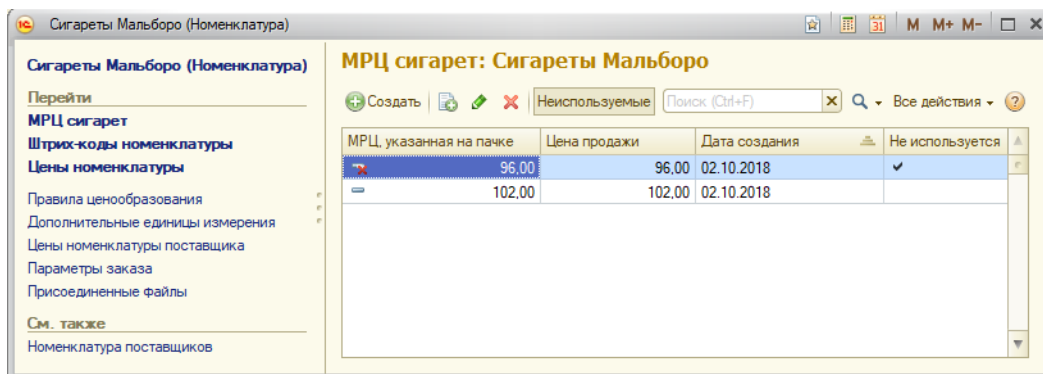 1С Сигареты Мальборо (Номенклатура) 31 M M+ M-
Сигареты Мальборо (Номенклатура)
Перейти
МРЦ сигарет
Штрих-коды номенклатуры
Цены номенклатуры
Правила ценообразования
Дополнительные единицы измерения
Цены номенклатуры поставщика
Параметры заказа
Присоединенные файлы
См. также
Номенклатура поставщиков
МРЦ сигарет: Сигареты Мальборо
Создать Неиспользуемые Поиск (Ctrl+F) Все действия ?
МРЦ, указанная на пачке Цена продажи Дата создания Не используется
96,00 96,00 02.10.2018
102,00 102,00 02.10.2018